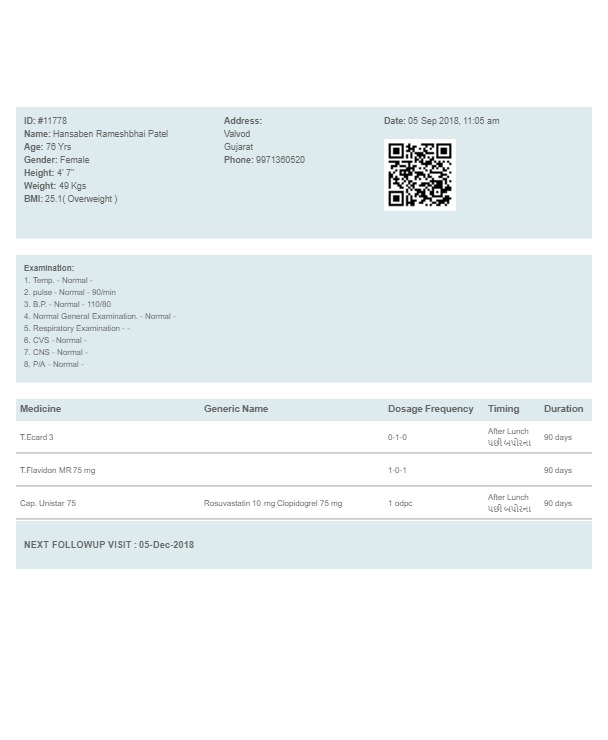 ID: #11778
Name: Hansaben Rameshbhai Patel
Age: 76 Yrs
Gender: Female
Height: 4' 7"
Weight: 49 Kgs
BMI: 25.1( Overweight )
Address:
Valvod
Gujarat
Phone: 9971360520
Date: 05 Sep 2018, 11:05 am
Examination:
1. Temp. - Normal -
2. pulse - Normal - 90/min
3. B.P. - Normal - 110/80
4. Normal General Examination. - Normal -
5. Respiratory Examination - -
6. CVS - Normal -
7. CNS - Normal -
8. P/A - Normal -
Medicine Generic Name Dosage Frequency Timing Duration
T.Ecard 3 0-1-0 After Lunch પછી બપોરના 90 days
T.Flavidon MR 75 mg 1-0-1 90 days
Cap. Unistar 75 Rosuvastatin 10 mg Clopidogrel 75 mg 1 odpc After Lunch પછી બપોરના 90 days
NEXT FOLLOWUP VISIT : 05-Dec-2018